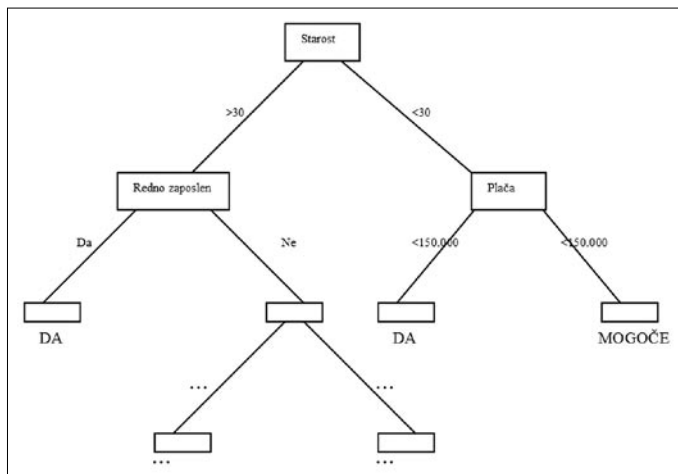 Starost
>30
<30
Redno zaposlen
Plača
Da
Ne
<150,000
<150,000
DA
DA
MOGOČE
...
...
...
...